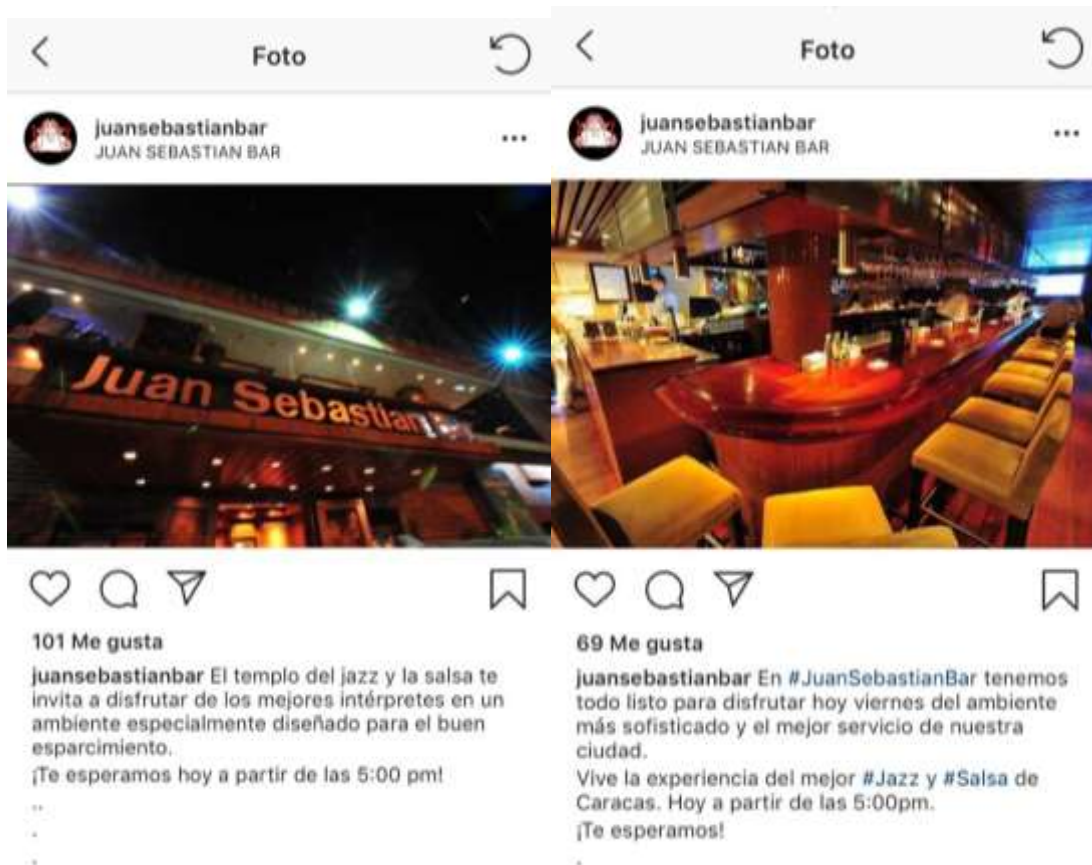 Foto
juansebastianbar
JUAN SEBASTIAN BAR
Juan Sebastian
101 Me gusta
juansebastianbar El templo del jazz y la salsa te
invita a disfrutar de los mejores intérpretes en un
ambiente especialmente diseñado para el buen
esparcimiento.
¡Te esperamos hoy a partir de las 5:00 pm!
..
.
.
Foto
juansebastianbar
JUAN SEBASTIAN BAR
69 Me gusta
juansebastianbar En #JuanSebastianBar tenemos
todo listo para disfrutar hoy viernes del ambiente
más sofisticado y el mejor servicio de nuestra
ciudad.
Vive la experiencia del mejor #Jazz y #Salsa de
Caracas. Hoy a partir de las 5:00pm.
¡Te esperamos!
.